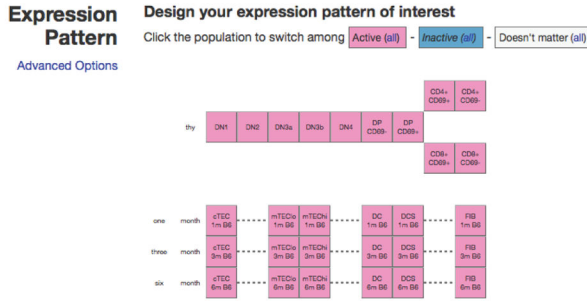 Expression Pattern
Advanced Options
Design your expression pattern of interest
Click the population to switch among Active (all) - Inactive (all) - Doesn't matter (all)
CD4+ CD69+ CD4+ CD69-
thy DN1 DN2 DN3a DN3b DN4 DP CD69- DP CD69+
CD8+ CD69+ CD8+ CD69-
one month cTEC 1m B6 mTEClo 1m B6 mTEChi 1m B6 DC 1m B6 DCS 1m B6 FIB 1m B6
three month cTEC 3m B6 mTEClo 3m B6 mTEChi 3m B6 DC 3m B6 DCS 3m B6 FIB 3m B6
six month cTEC 6m B6 mTEClo 6m B6 mTEChi 6m B6 DC 6m B6 DCS 6m B6 FIB 6m B6